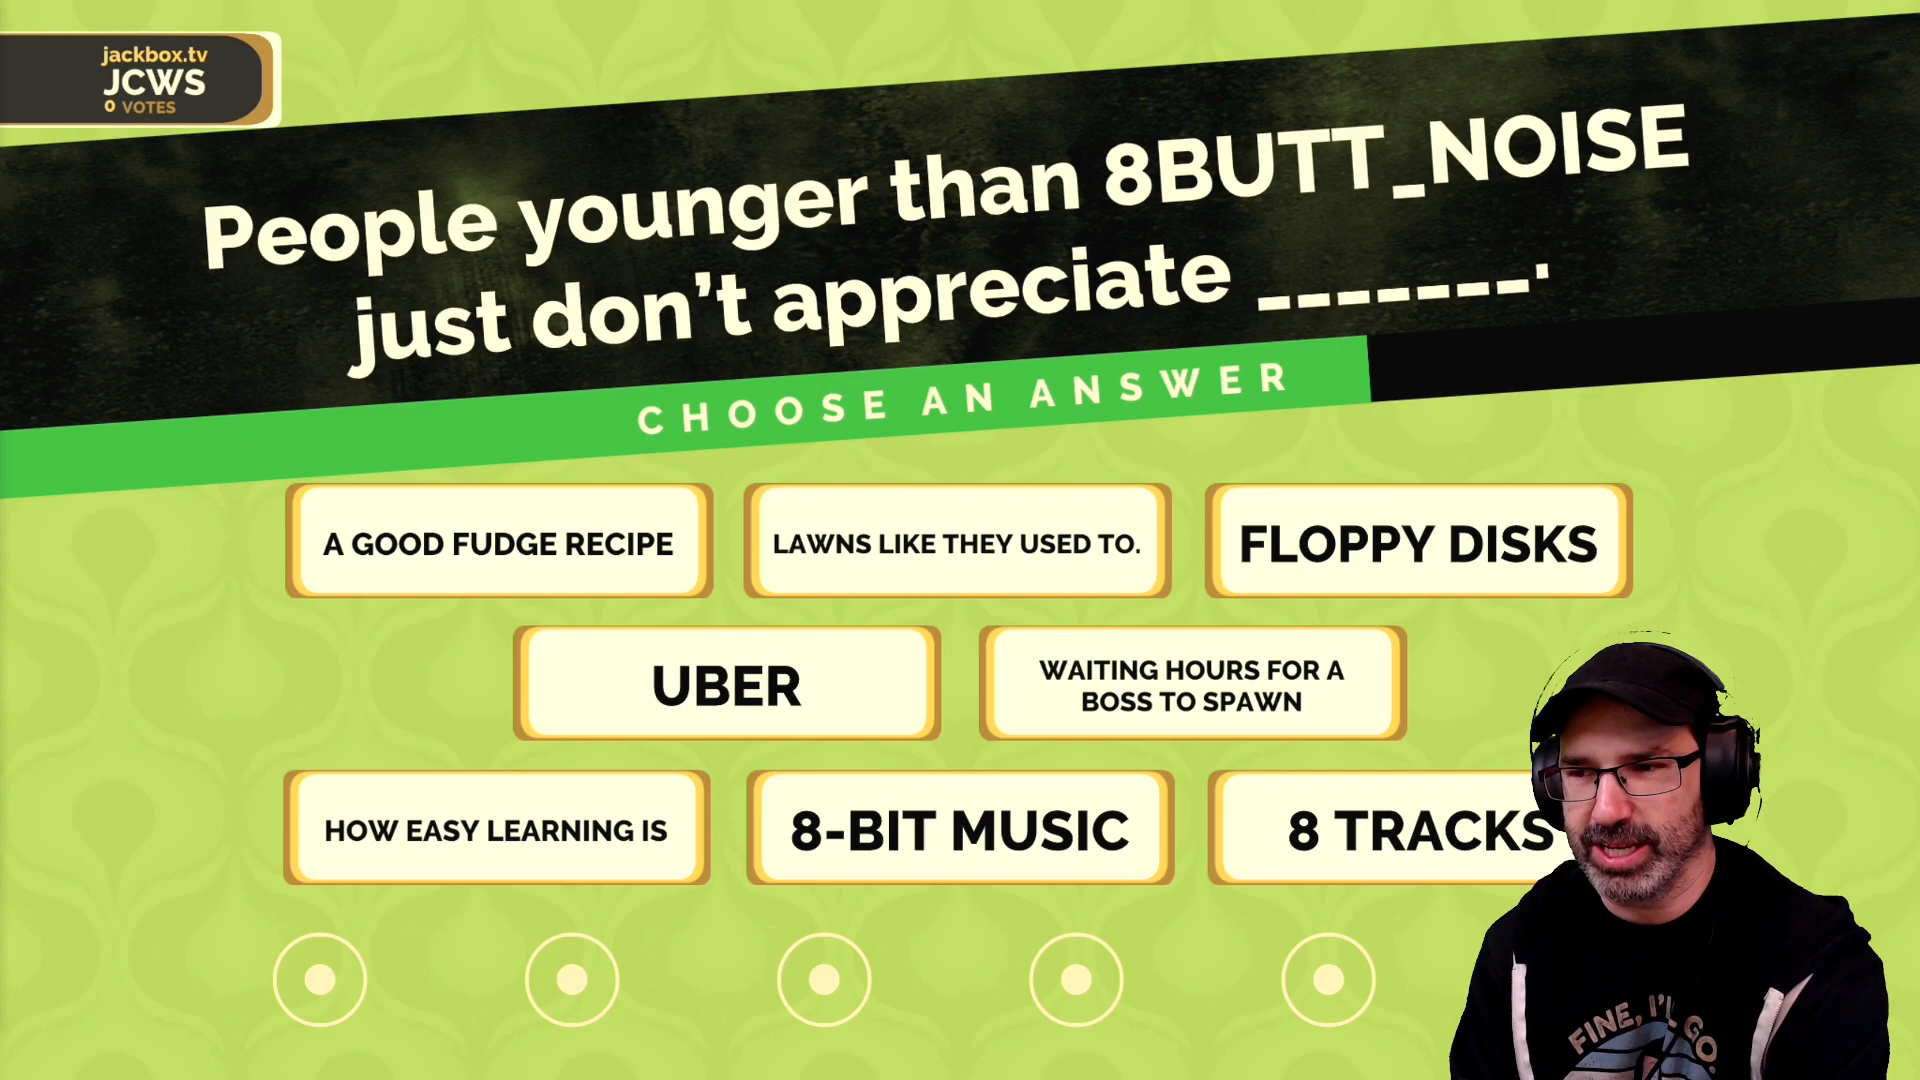 jackbox.tv
JCWS
0 VOTES
People younger than 8BUTT_NOISE
just don't appreciate _______.
CHOOSE AN ANSWER
A GOOD FUDGE RECIPE
LAWNS LIKE THEY USED TO.
FLOPPY DISKS
UBER
WAITING HOURS FOR A
BOSS TO SPAWN
HOW EASY LEARNING IS
8-BIT MUSIC
8 TRACKS
FINE, I'LL GO.